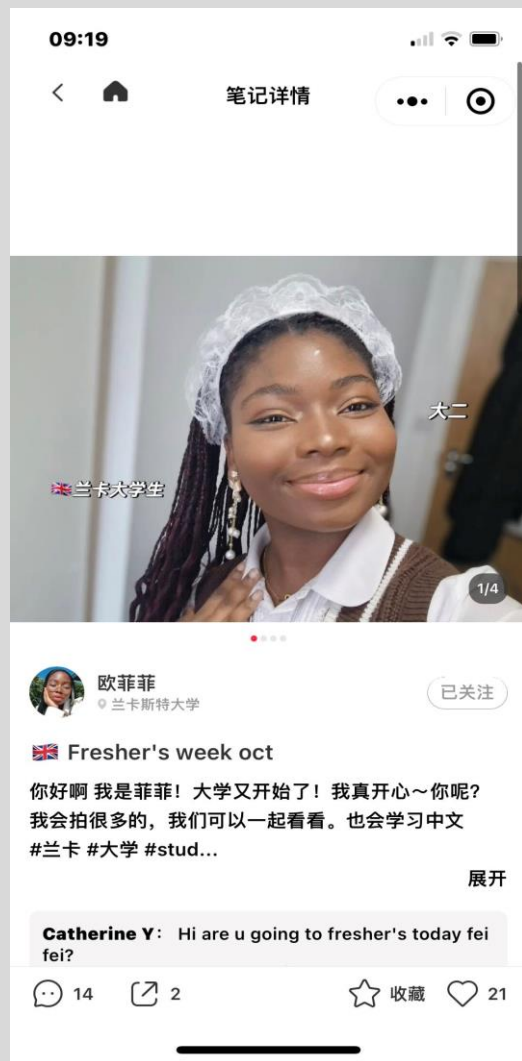 09:19
笔记详情
大二
🇬🇧兰卡大学生
1/4
欧菲菲
兰卡斯特大学
已关注
🇬🇧 Fresher's week oct
你好啊 我是菲菲！大学又开始了！我真开心～你呢？
我会拍很多的，我们可以一起看看。也会学习中文
#兰卡 #大学 #stud...
展开
Catherine Y： Hi are u going to fresher's today fei
fei?
14 2 收藏 21